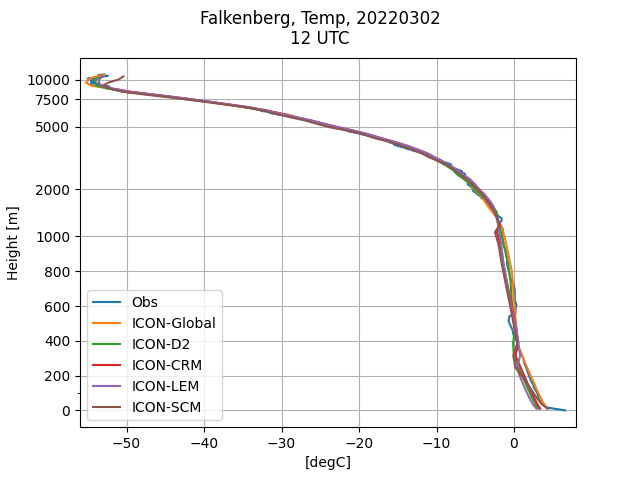 Falkenberg, Temp, 20220302
12 UTC
10000
7500
5000
2000
1000
800
600
400
200
0
Height [m]
Obs
ICON-Global
ICON-D2
ICON-CRM
ICON-LEM
ICON-SCM
−50 −40 −30 −20 −10 0
[degC]